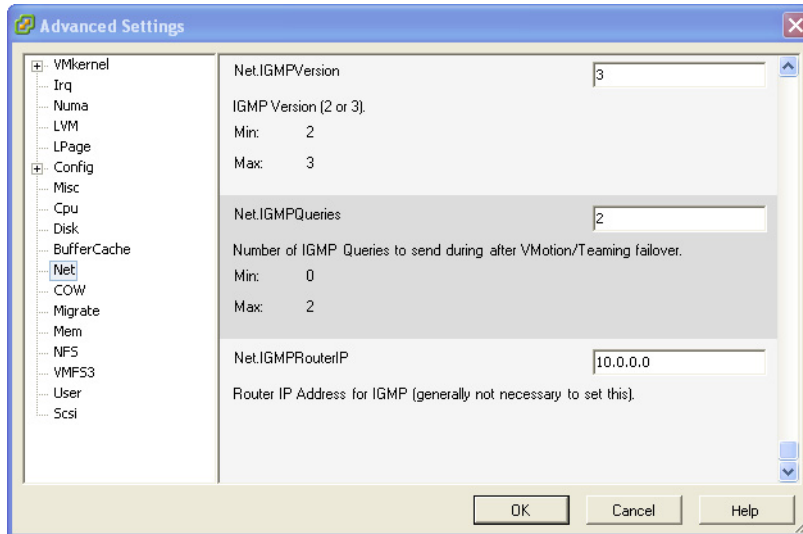 Advanced Settings
VMkernel
Irq
Numa
LVM
LPage
Config
Misc
Cpu
Disk
BufferCache
Net
COW
Migrate
Mem
NFS
VMFS3
User
Scsi
Net.IGMPVersion
3
IGMP Version (2 or 3).
Min: 2
Max: 3
Net.IGMPQueries
2
Number of IGMP Queries to send during after VMotion/Teaming failover.
Min: 0
Max: 2
Net.IGMPRouterIP
10.0.0.0
Router IP Address for IGMP (generally not necessary to set this).
OK
Cancel
Help